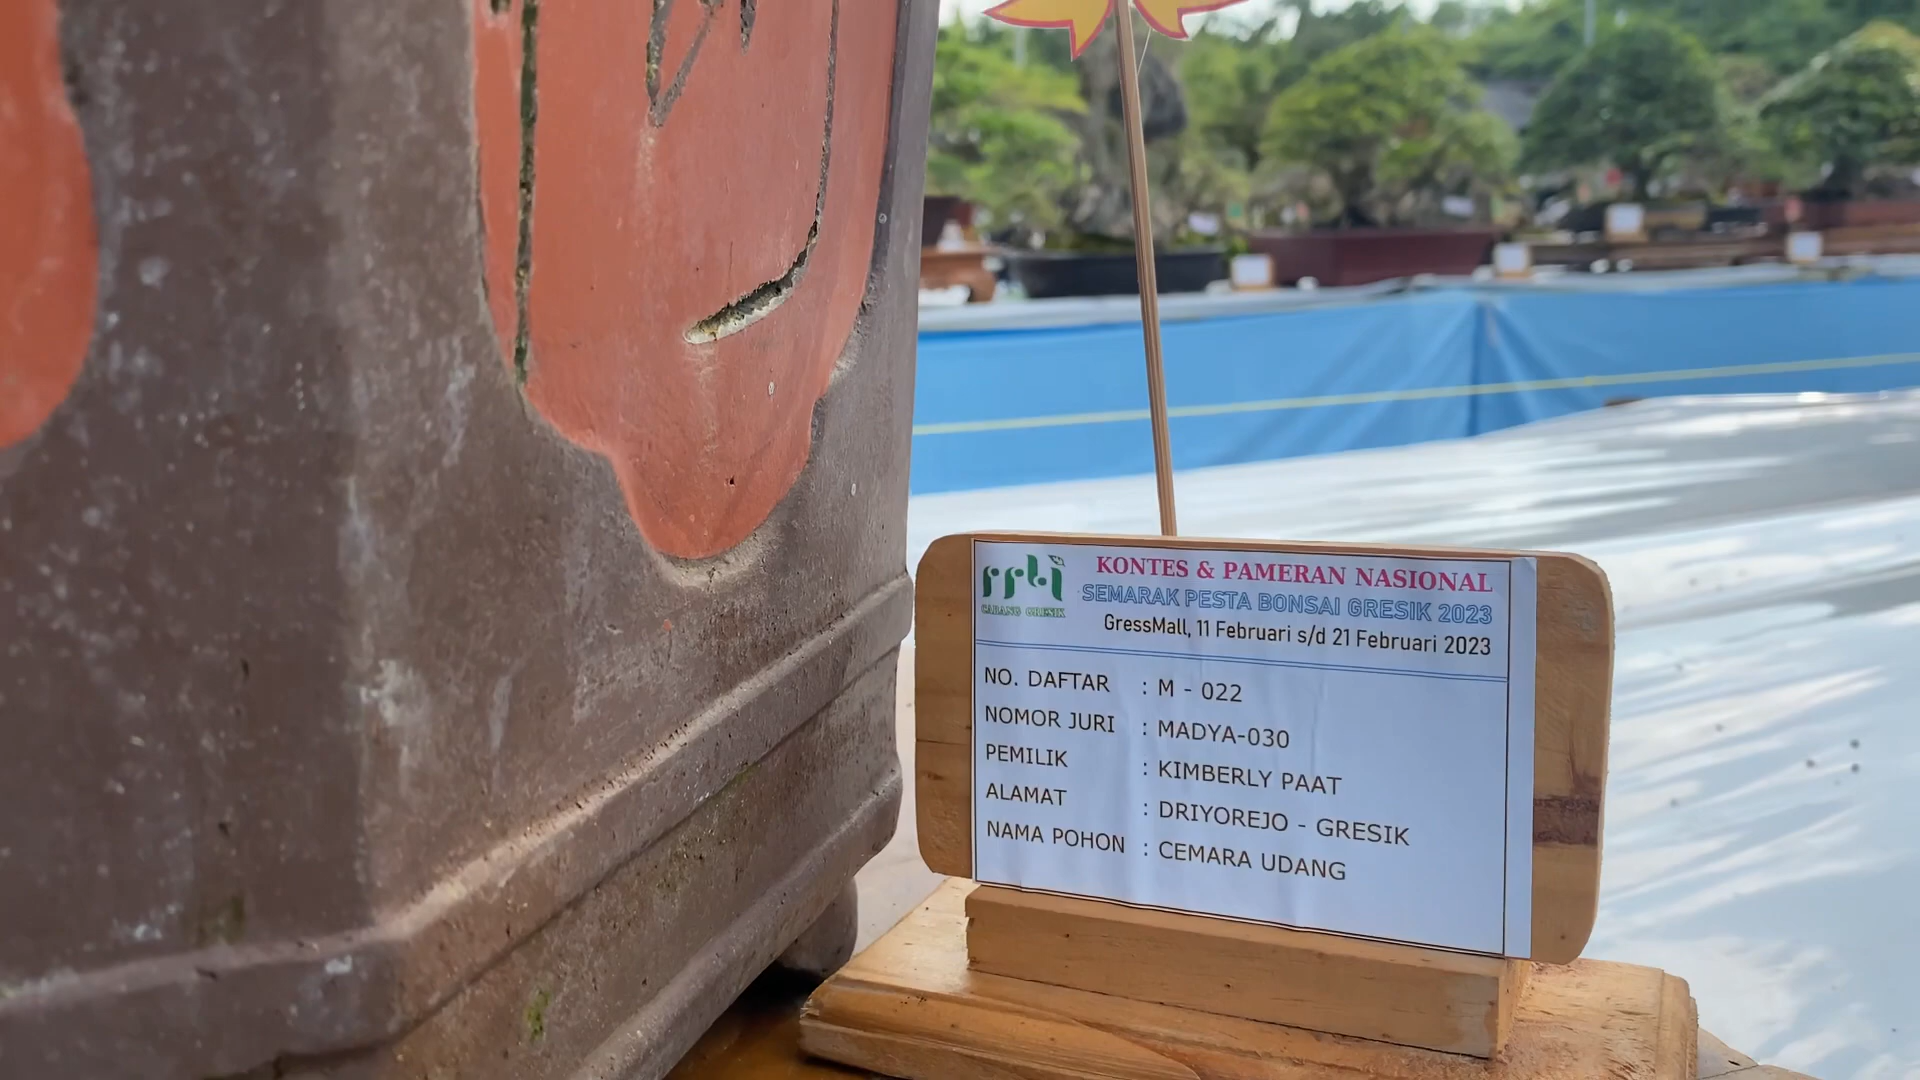 ppbi
CABANG GRESIK
KONTES & PAMERAN NASIONAL
SEMARAK PESTA BONSAI GRESIK 2023
GressMall, 11 Februari s/d 21 Februari 2023
NO. DAFTAR : M - 022
NOMOR JURI : MADYA-030
PEMILIK : KIMBERLY PAAT
ALAMAT : DRIYOREJO - GRESIK
NAMA POHON : CEMARA UDANG